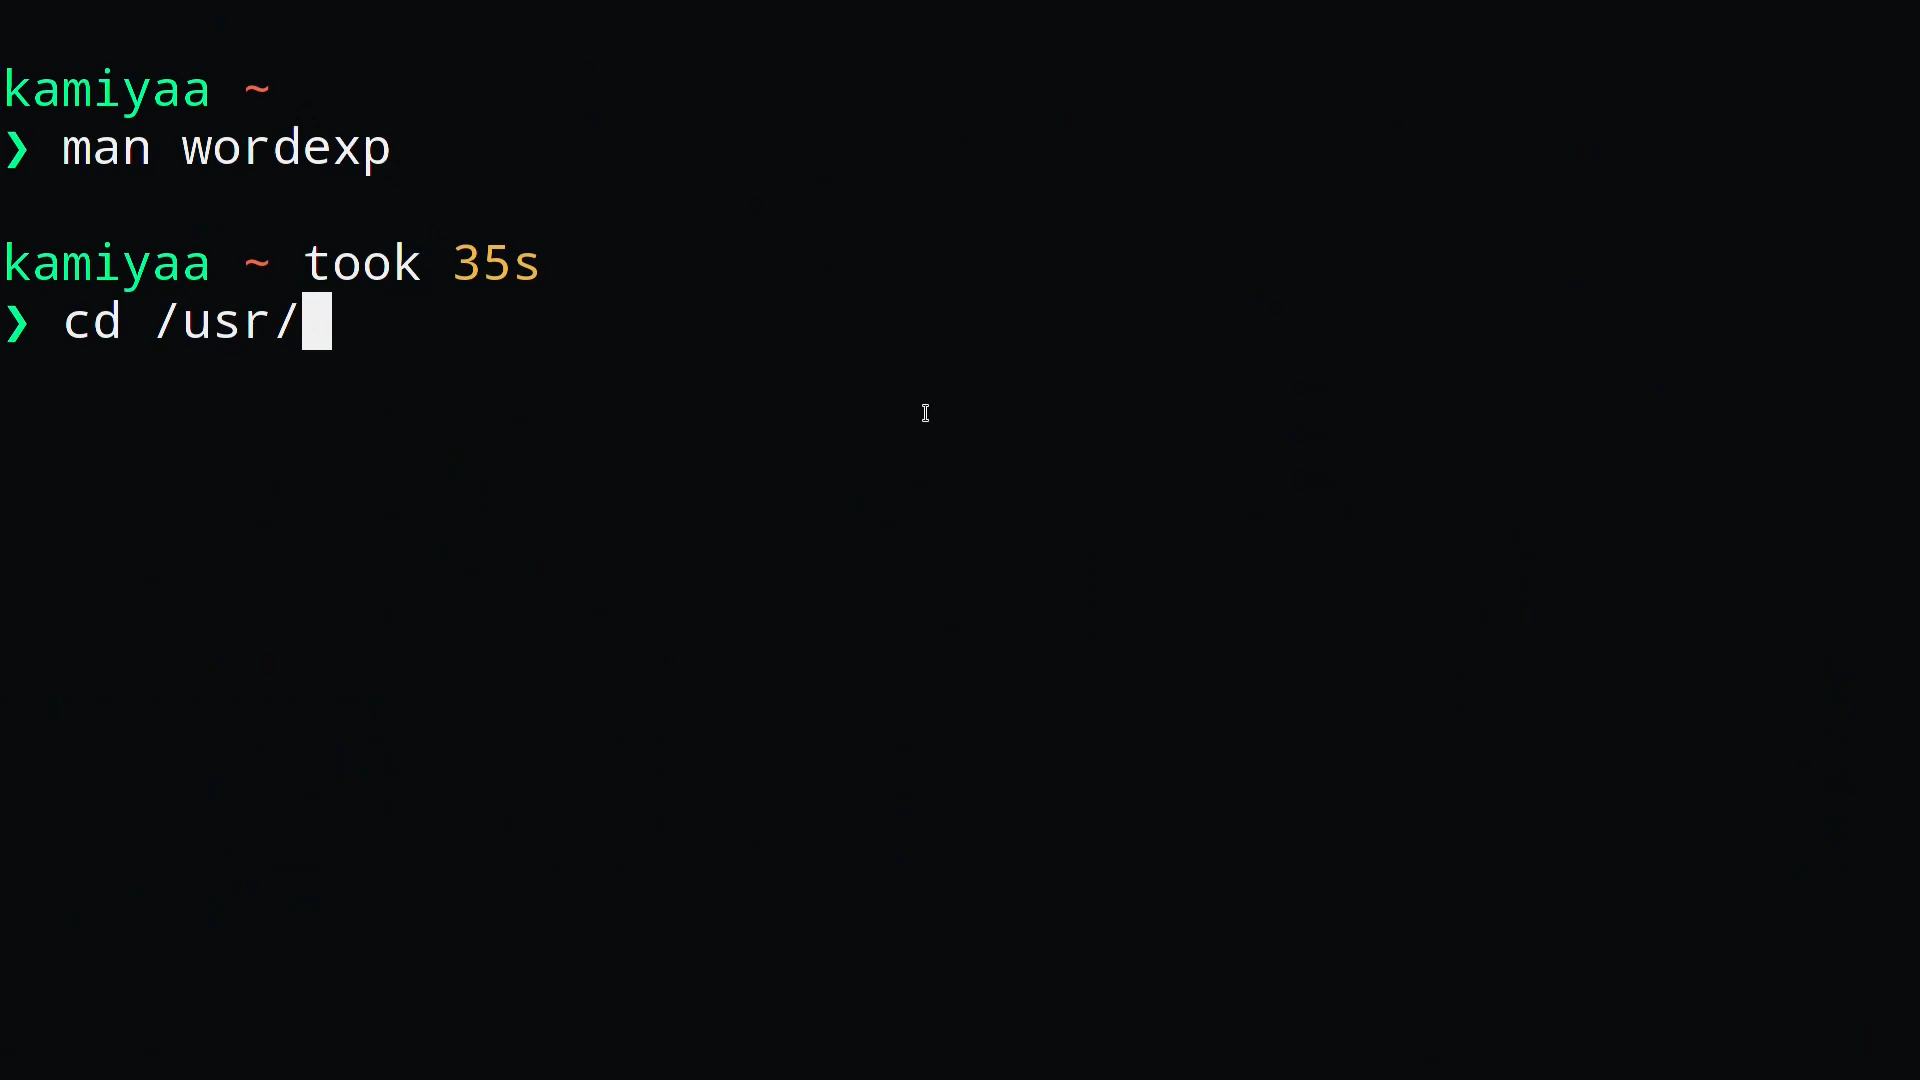 kamiyaa ~
❯ man wordexp
kamiyaa ~ took 35s
❯ cd /usr/